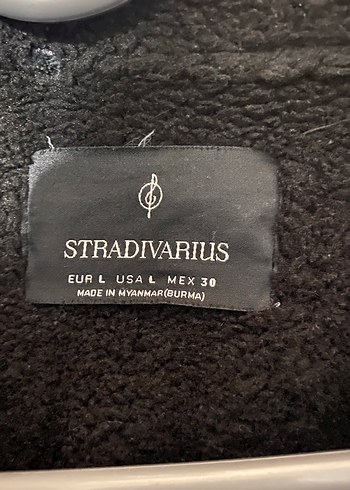 STRADIVARIUS
EUR L USA L MEX 30
MADE IN MYANMAR(BURMA)